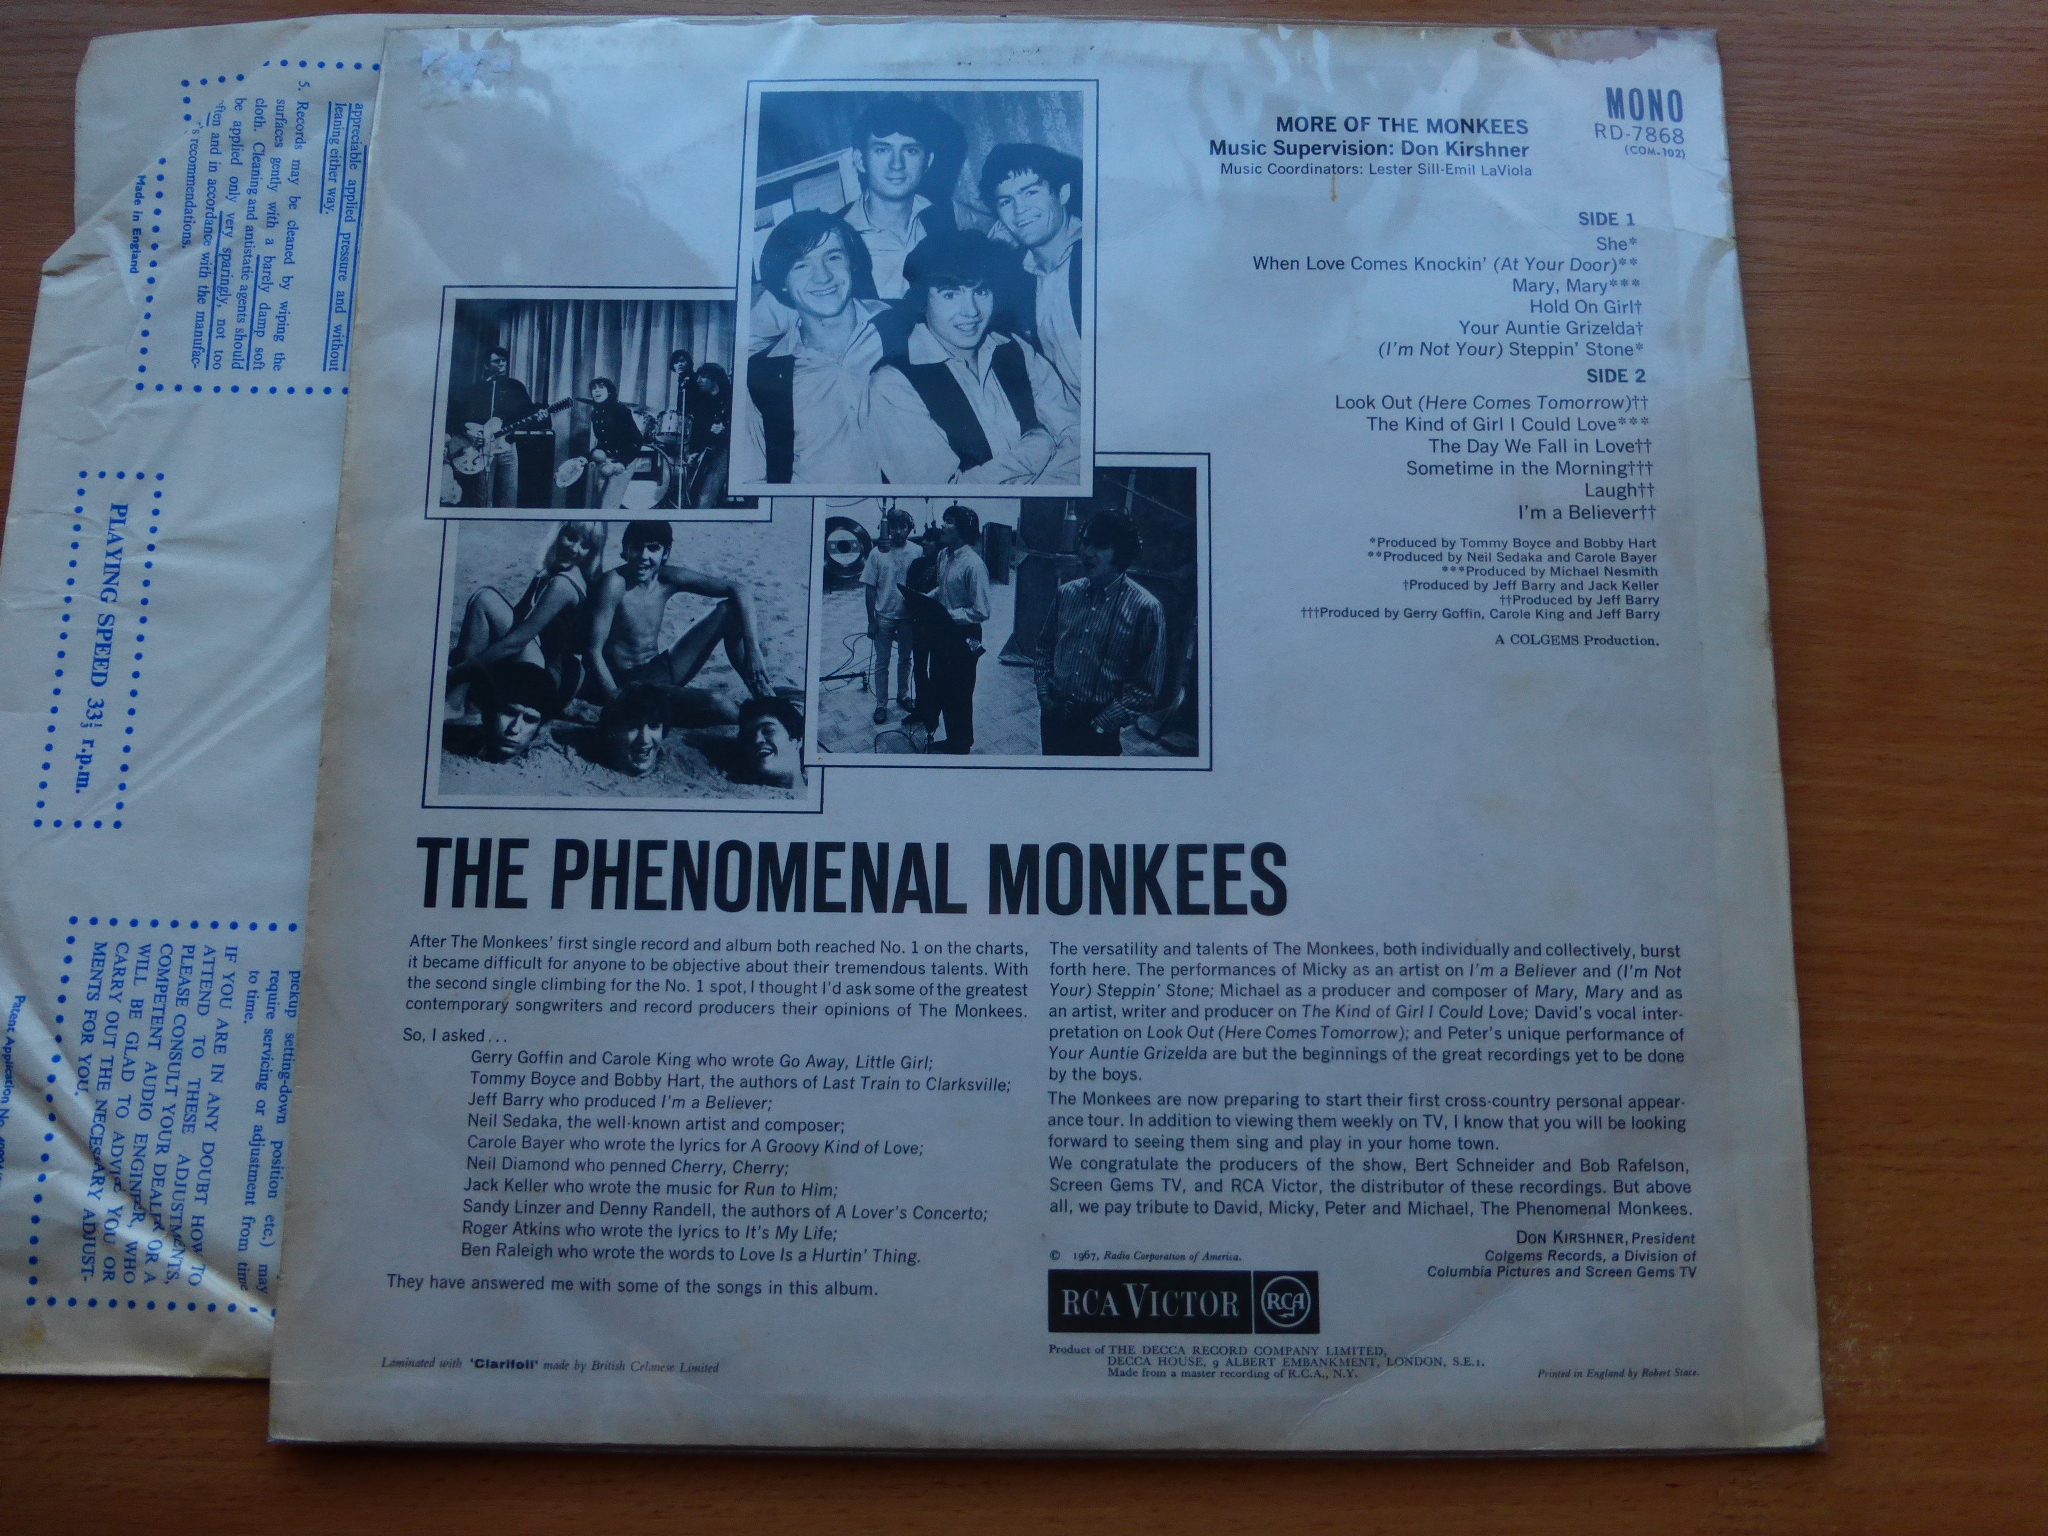 MONO
RD-7868
(COM-102)
MORE OF THE MONKEES
Music Supervision: Don Kirshner
Music Coordinators: Lester Sill-Emil LaViola
SIDE 1
She*
When Love Comes Knockin' (At Your Door)**
Mary, Mary***
Hold On Girl†
Your Auntie Grizelda†
(I'm Not Your) Steppin' Stone*
SIDE 2
Look Out (Here Comes Tomorrow)††
The Kind of Girl I Could Love***
The Day We Fall in Love††
Sometime in the Morning†††
Laugh††
I'm a Believer††
*Produced by Tommy Boyce and Bobby Hart
**Produced by Neil Sedaka and Carole Bayer
***Produced by Michael Nesmith
†Produced by Jeff Barry and Jack Keller
††Produced by Jeff Barry
†††Produced by Gerry Goffin, Carole King and Jeff Barry
A COLGEMS Production.
THE PHENOMENAL MONKEES
After The Monkees' first single record and album both reached No. 1 on the charts,
it became difficult for anyone to be objective about their tremendous talents. With
the second single climbing for the No. 1 spot, I thought I'd ask some of the greatest
contemporary songwriters and record producers their opinions of The Monkees.
So, I asked...
Gerry Goffin and Carole King who wrote Go Away, Little Girl;
Tommy Boyce and Bobby Hart, the authors of Last Train to Clarksville;
Jeff Barry who produced I'm a Believer;
Neil Sedaka, the well-known artist and composer;
Carole Bayer who wrote the lyrics for A Groovy Kind of Love;
Neil Diamond who penned Cherry, Cherry;
Jack Keller who wrote the music for Run to Him;
Sandy Linzer and Denny Randell, the authors of A Lover's Concerto;
Roger Atkins who wrote the lyrics to It's My Life;
Ben Raleigh who wrote the words to Love Is a Hurtin' Thing.
They have answered me with some of the songs in this album.
The versatility and talents of The Monkees, both individually and collectively, burst
forth here. The performances of Micky as an artist on I'm a Believer and (I'm Not
Your) Steppin' Stone; Michael as a producer and composer of Mary, Mary and as
an artist, writer and producer on The Kind of Girl I Could Love; David's vocal inter-
pretation on Look Out (Here Comes Tomorrow); and Peter's unique performance of
Your Auntie Grizelda are but the beginnings of the great recordings yet to be done
by the boys.
The Monkees are now preparing to start their first cross-country personal appear-
ance tour. In addition to viewing them weekly on TV, I know that you will be looking
forward to seeing them sing and play in your home town.
We congratulate the producers of the show, Bert Schneider and Bob Rafelson,
Screen Gems TV, and RCA Victor, the distributor of these recordings. But above
all, we pay tribute to David, Micky, Peter and Michael, The Phenomenal Monkees.
DON KIRSHNER, President
Colgems Records, a Division of
Columbia Pictures and Screen Gems TV
© 1967, Radio Corporation of America.
RCA VICTOR RCA
Product of THE DECCA RECORD COMPANY LIMITED,
DECCA HOUSE, 9 ALBERT EMBANKMENT, LONDON, S.E.1.
Made from a master recording of R.C.A., N.Y.
Laminated with 'Clarifoil' made by British Celanese Limited
Printed in England by Robert Stace.
appreciable applied pressure and without
leaning either way.
5. Records may be cleaned by wiping the
surfaces gently with a barely damp soft
cloth. Cleaning and antistatic agents should
be applied only very sparingly, not too
often and in accordance with the manufac-
recommendations.
Made in England
PLAYING SPEED 33⅓ r.p.m.
pickup setting-down position etc.) may
require servicing or adjustment from time
to time.
IF YOU ARE IN ANY DOUBT HOW TO
ATTEND TO THESE ADJUSTMENTS,
PLEASE CONSULT YOUR DEALER OR A
COMPETENT AUDIO ENGINEER, WHO
WILL BE GLAD TO ADVISE YOU OR
CARRY OUT THE NECESSARY ADJUST-
MENTS FOR YOU.
Patent Application No.